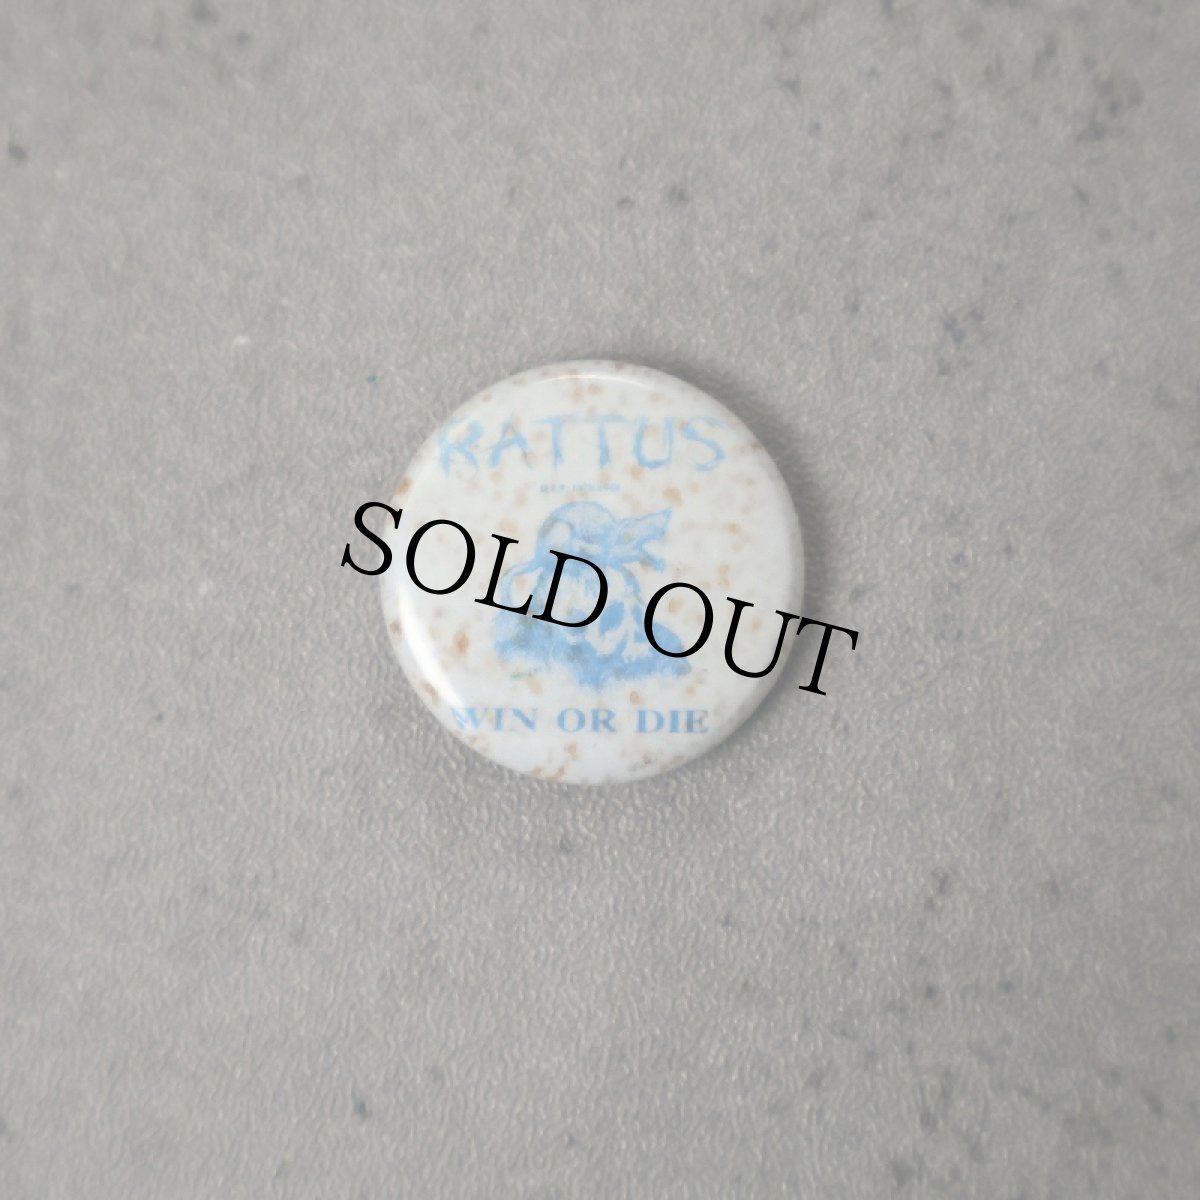 RATTUS
SOLD OUT
WIN OR DIE